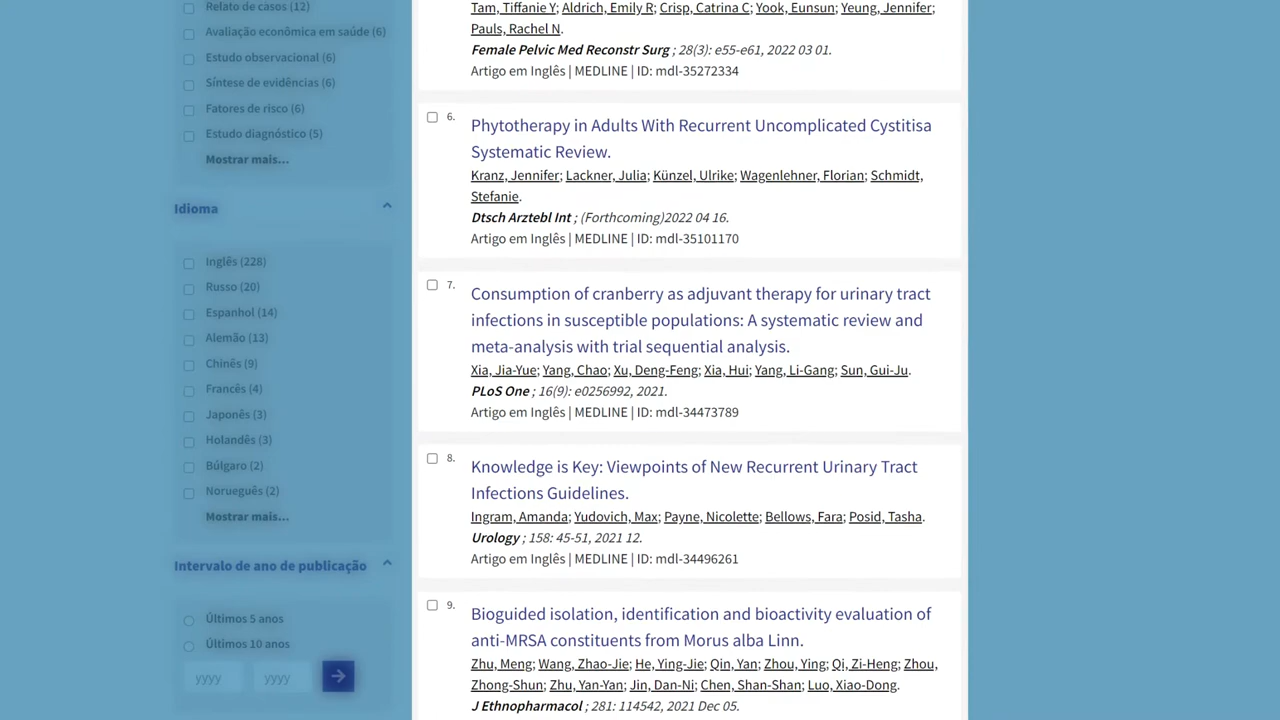 Relato de casos (12)
Avaliação econômica em saúde (6)
Estudo observacional (6)
Síntese de evidências (6)
Fatores de risco (6)
Estudo diagnóstico (5)
Mostrar mais...
Idioma
Inglês (228)
Russo (20)
Espanhol (14)
Alemão (13)
Chinês (9)
Francês (4)
Japonês (3)
Holandês (3)
Búlgaro (2)
Norueguês (2)
Mostrar mais...
Intervalo de ano de publicação
Últimos 5 anos
Últimos 10 anos
yyyy yyyy
Tam, Tiffanie Y; Aldrich, Emily R; Crisp, Catrina C; Yook, Eunsun; Yeung, Jennifer;
Pauls, Rachel N.
Female Pelvic Med Reconstr Surg ; 28(3): e55-e61, 2022 03 01.
Artigo em Inglês | MEDLINE | ID: mdl-35272334
6.
Phytotherapy in Adults With Recurrent Uncomplicated Cystitisa
Systematic Review.
Kranz, Jennifer; Lackner, Julia; Künzel, Ulrike; Wagenlehner, Florian; Schmidt,
Stefanie.
Dtsch Arztebl Int ; (Forthcoming)2022 04 16.
Artigo em Inglês | MEDLINE | ID: mdl-35101170
7.
Consumption of cranberry as adjuvant therapy for urinary tract
infections in susceptible populations: A systematic review and
meta-analysis with trial sequential analysis.
Xia, Jia-Yue; Yang, Chao; Xu, Deng-Feng; Xia, Hui; Yang, Li-Gang; Sun, Gui-Ju.
PLoS One ; 16(9): e0256992, 2021.
Artigo em Inglês | MEDLINE | ID: mdl-34473789
8.
Knowledge is Key: Viewpoints of New Recurrent Urinary Tract
Infections Guidelines.
Ingram, Amanda; Yudovich, Max; Payne, Nicolette; Bellows, Fara; Posid, Tasha.
Urology ; 158: 45-51, 2021 12.
Artigo em Inglês | MEDLINE | ID: mdl-34496261
9.
Bioguided isolation, identification and bioactivity evaluation of
anti-MRSA constituents from Morus alba Linn.
Zhu, Meng; Wang, Zhao-Jie; He, Ying-Jie; Qin, Yan; Zhou, Ying; Qi, Zi-Heng; Zhou,
Zhong-Shun; Zhu, Yan-Yan; Jin, Dan-Ni; Chen, Shan-Shan; Luo, Xiao-Dong.
J Ethnopharmacol ; 281: 114542, 2021 Dec 05.